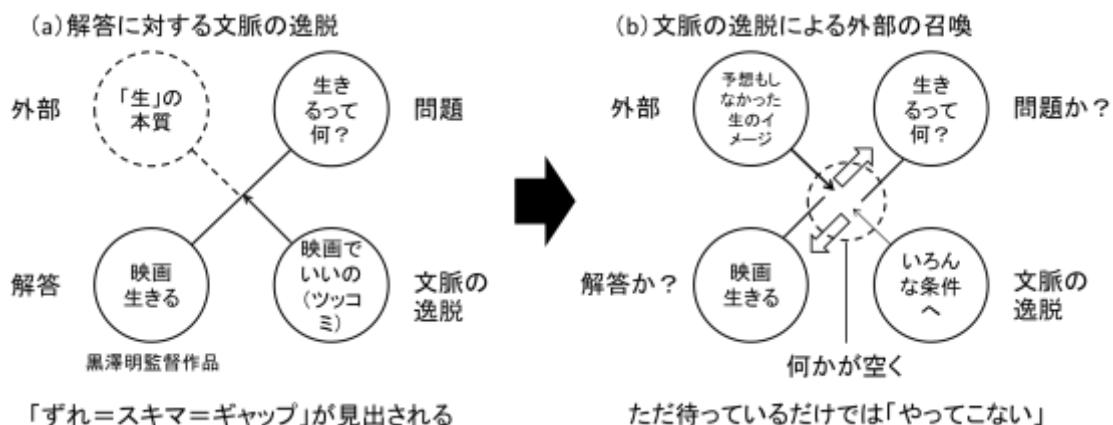 (a)解答に対する文脈の逸脱
外部
「生」の
本質
生き
るって
何？
問題
解答
映画
生きる
映画で
いいの
(ツッコ
ミ)
文脈の
逸脱
黒澤明監督作品
「ずれ＝スキマ＝ギャップ」が見出される
(b)文脈の逸脱による外部の召喚
外部
予想もし
なかった
生のイ
メージ
生き
るって
何？
問題か？
解答か？
映画
生きる
いろん
な条件
へ
文脈の
逸脱
何かが空く
ただ待っているだけでは「やってこない」